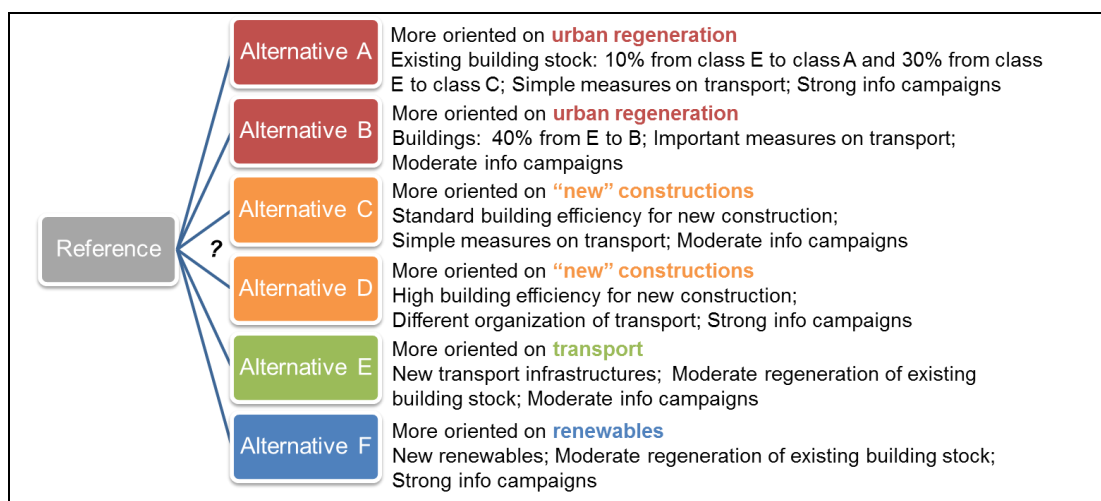 Reference
?
Alternative A
More oriented on urban regeneration
Existing building stock: 10% from class E to class A and 30% from class
E to class C; Simple measures on transport; Strong info campaigns
Alternative B
More oriented on urban regeneration
Buildings: 40% from E to B; Important measures on transport;
Moderate info campaigns
Alternative C
More oriented on “new” constructions
Standard building efficiency for new construction;
Simple measures on transport; Moderate info campaigns
Alternative D
More oriented on “new” constructions
High building efficiency for new construction;
Different organization of transport; Strong info campaigns
Alternative E
More oriented on transport
New transport infrastructures; Moderate regeneration of existing
building stock; Moderate info campaigns
Alternative F
More oriented on renewables
New renewables; Moderate regeneration of existing building stock;
Strong info campaigns